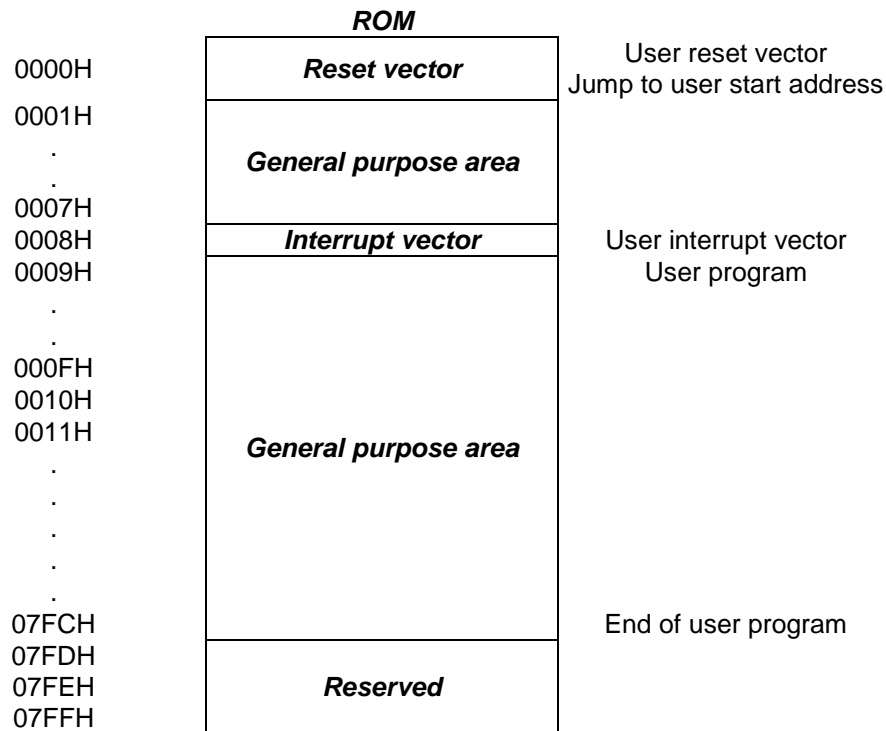 ROM
0000H Reset vector User reset vector
Jump to user start address
0001H
.
General purpose area
.
0007H
0008H Interrupt vector User interrupt vector
0009H User program
.
.
000FH
0010H
0011H
General purpose area
.
.
.
.
.
07FCH End of user program
07FDH
07FEH Reserved
07FFH